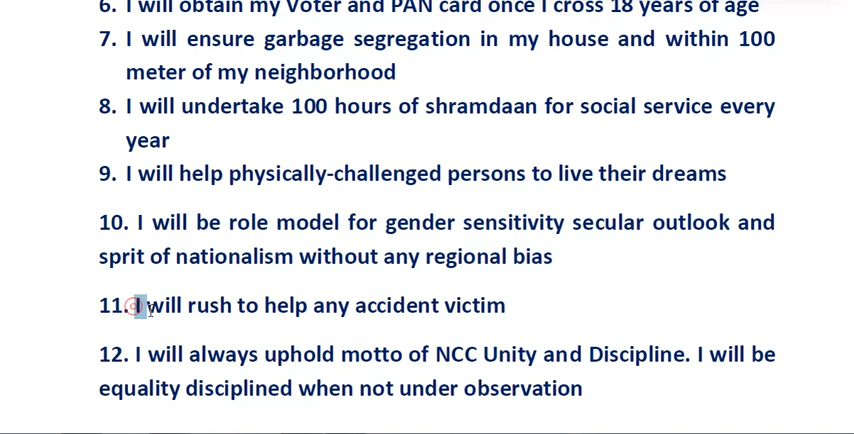 6. I will obtain my Voter and PAN card once I cross 18 years of age
7. I will ensure garbage segregation in my house and within 100
meter of my neighborhood
8. I will undertake 100 hours of shramdaan for social service every
year
9. I will help physically-challenged persons to live their dreams
10. I will be role model for gender sensitivity secular outlook and
sprit of nationalism without any regional bias
11. I will rush to help any accident victim
12. I will always uphold motto of NCC Unity and Discipline. I will be
equality disciplined when not under observation